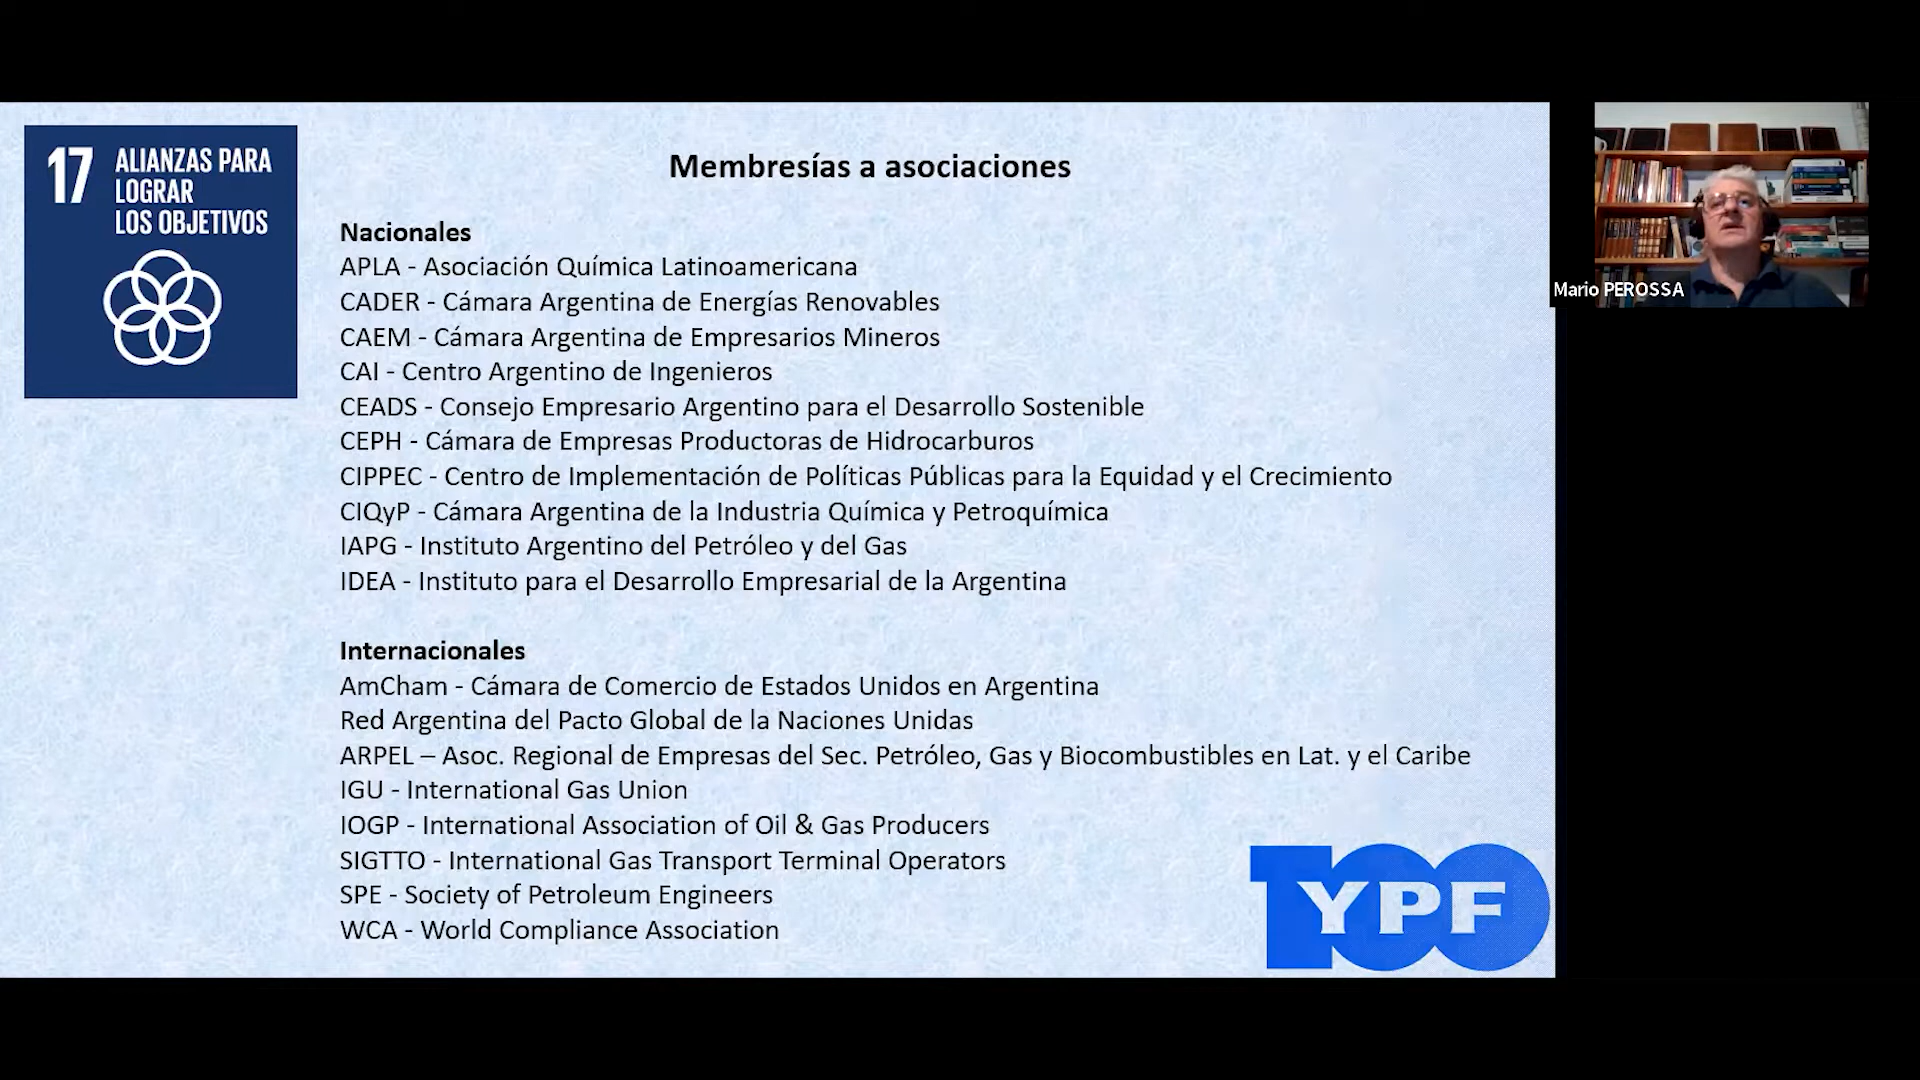 17 ALIANZAS PARA
LOGRAR
LOS OBJETIVOS
Membresías a asociaciones
Nacionales
APLA - Asociación Química Latinoamericana
CADER - Cámara Argentina de Energías Renovables
CAEM - Cámara Argentina de Empresarios Mineros
CAI - Centro Argentino de Ingenieros
CEADS - Consejo Empresario Argentino para el Desarrollo Sostenible
CEPH - Cámara de Empresas Productoras de Hidrocarburos
CIPPEC - Centro de Implementación de Políticas Públicas para la Equidad y el Crecimiento
CIQyP - Cámara Argentina de la Industria Química y Petroquímica
IAPG - Instituto Argentino del Petróleo y del Gas
IDEA - Instituto para el Desarrollo Empresarial de la Argentina
Internacionales
AmCham - Cámara de Comercio de Estados Unidos en Argentina
Red Argentina del Pacto Global de la Naciones Unidas
ARPEL – Asoc. Regional de Empresas del Sec. Petróleo, Gas y Biocombustibles en Lat. y el Caribe
IGU - International Gas Union
IOGP - International Association of Oil & Gas Producers
SIGTTO - International Gas Transport Terminal Operators
SPE - Society of Petroleum Engineers
WCA - World Compliance Association
100
YPF
Mario PEROSSA